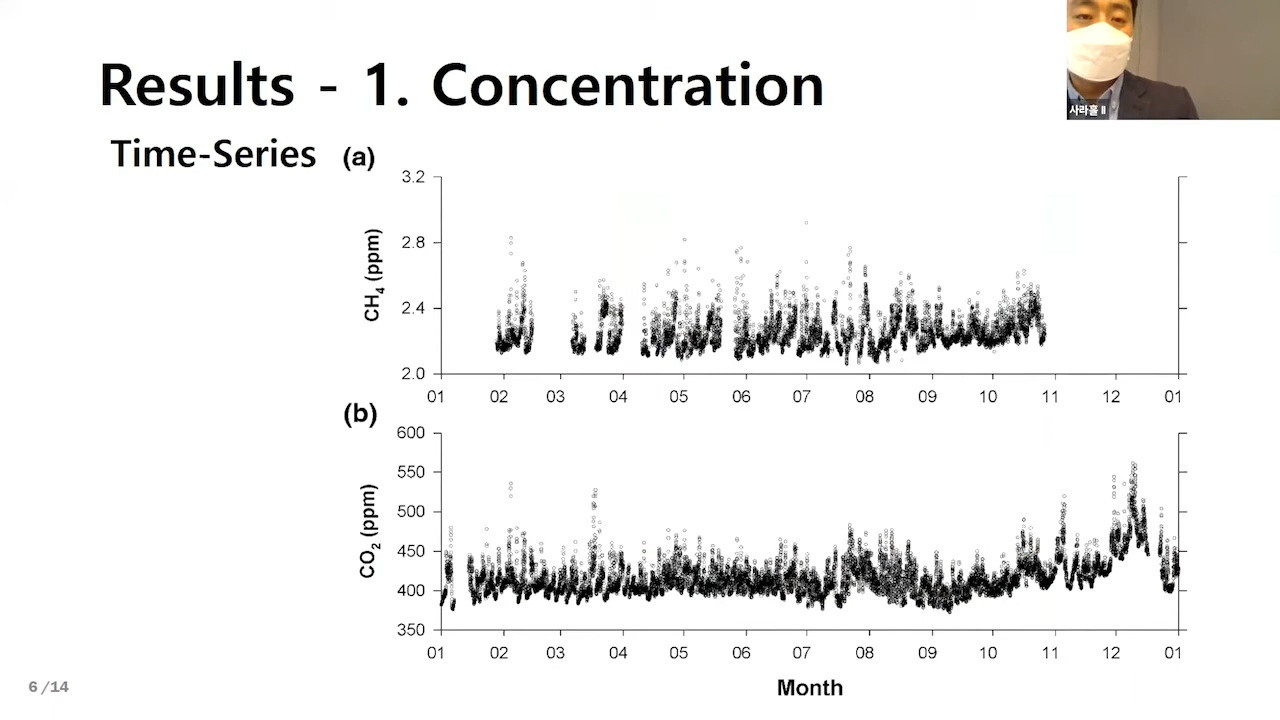 Results - 1. Concentration
사라홀 II
Time-Series
(a)
CH4 (ppm)
3.2
2.8
2.4
2.0
01 02 03 04 05 06 07 08 09 10 11 12 01
(b)
CO2 (ppm)
600
550
500
450
400
350
01 02 03 04 05 06 07 08 09 10 11 12 01
Month
6 /14